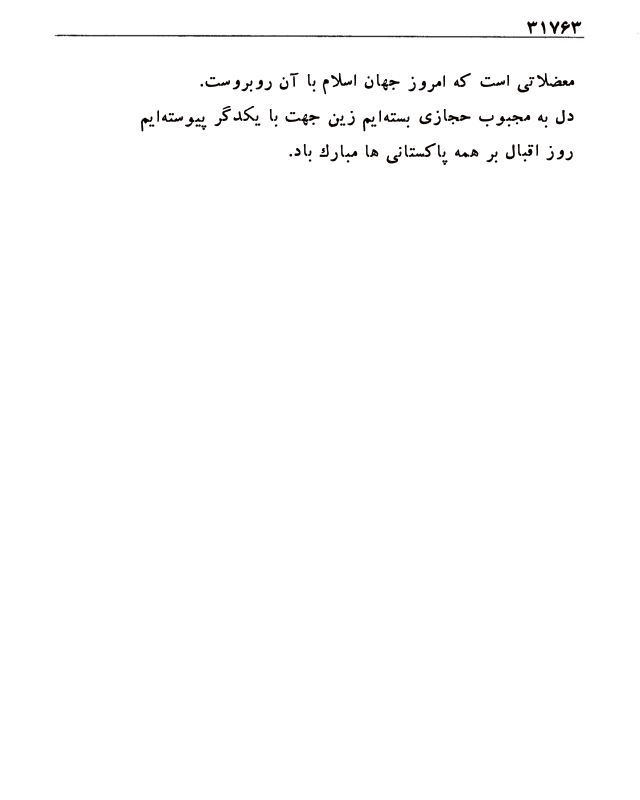 ۳۱۷۶۳
معضلاتی است که امروز جهان اسلام با آن روبروست.
دل به مجبوب حجازی بسته‌ایم زین جهت با یکدگر پیوسته‌ایم
روز اقبال بر همه پاکستانی ها مبارك باد.